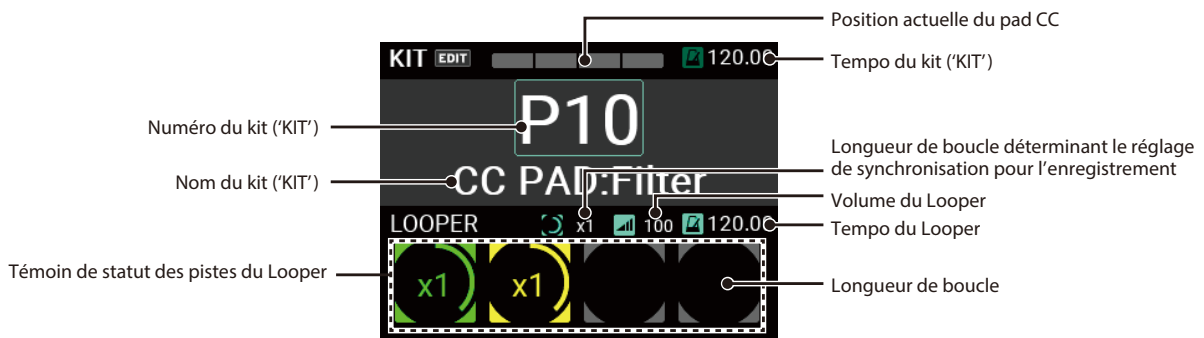 Position actuelle du pad CC
KIT EDIT 120.00
Tempo du kit (‘KIT’)
P10
Numéro du kit (‘KIT’)
Longueur de boucle déterminant le réglage
de synchronisation pour l’enregistrement
CC PAD:Filter
Nom du kit (‘KIT’)
Volume du Looper
LOOPER x1 100 120.00
Tempo du Looper
Témoin de statut des pistes du Looper
x1 x1
Longueur de boucle